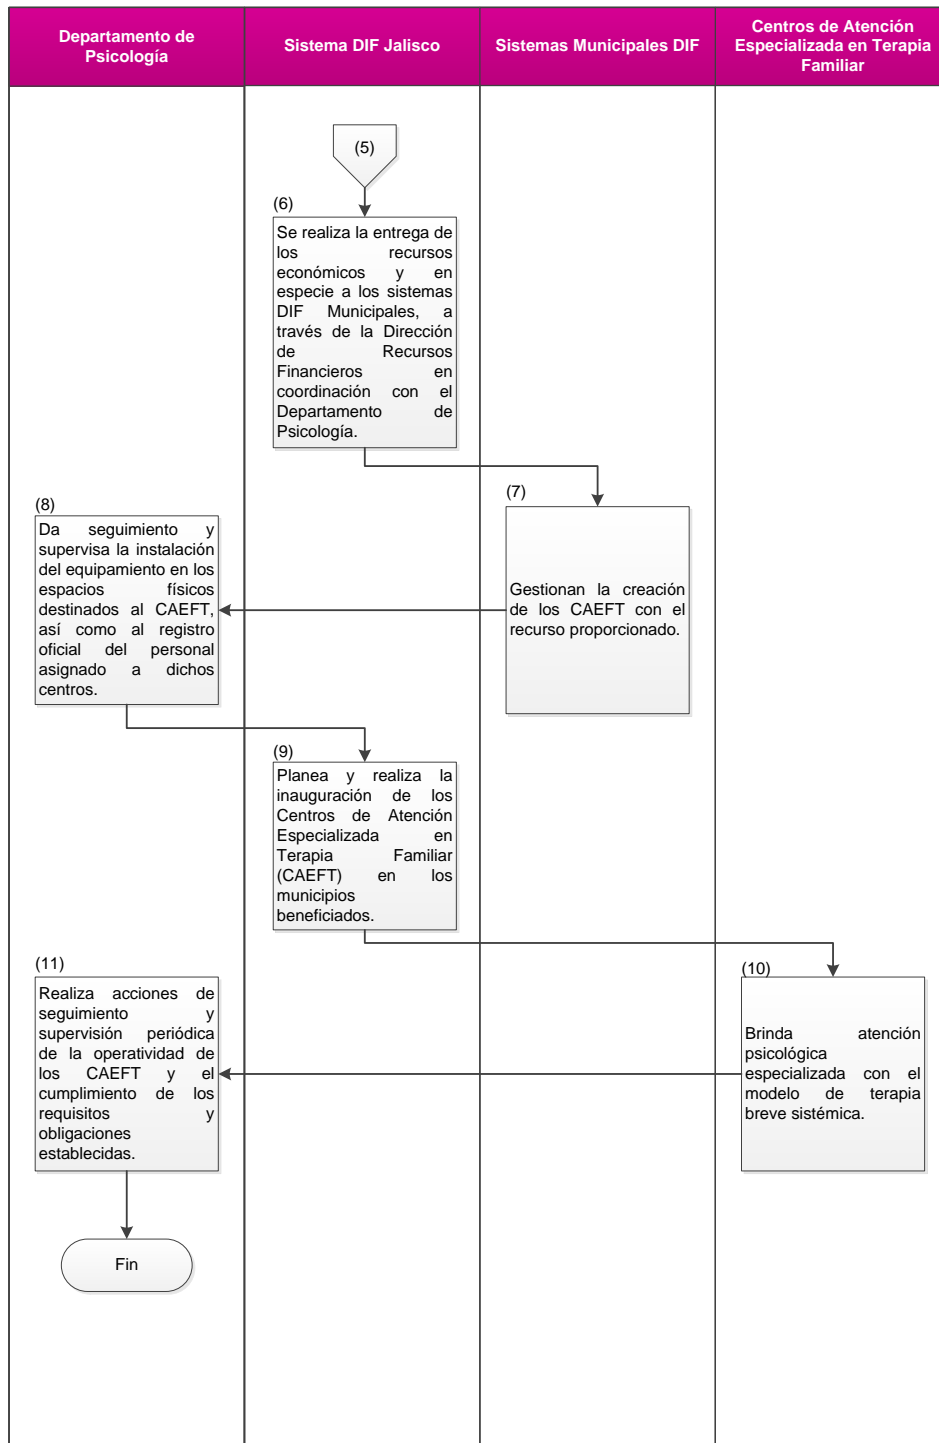 Departamento de
Psicología
Sistema DIF Jalisco
Sistemas Municipales DIF
Centros de Atención
Especializada en Terapia
Familiar
(5)
(6)
Se realiza la entrega de
los recursos
económicos y en
especie a los sistemas
DIF Municipales, a
través de la Dirección
de Recursos
Financieros en
coordinación con el
Departamento de
Psicología.
(7)
Gestionan la creación
de los CAEFT con el
recurso proporcionado.
(8)
Da seguimiento y
supervisa la instalación
del equipamiento en los
espacios físicos
destinados al CAEFT,
así como al registro
oficial del personal
asignado a dichos
centros.
(9)
Planea y realiza la
inauguración de los
Centros de Atención
Especializada en
Terapia Familiar
(CAEFT) en los
municipios
beneficiados.
(10)
Brinda atención
psicológica
especializada con el
modelo de terapia
breve sistémica.
(11)
Realiza acciones de
seguimiento y
supervisión periódica
de la operatividad de
los CAEFT y el
cumplimiento de los
requisitos y
obligaciones
establecidas.
Fin